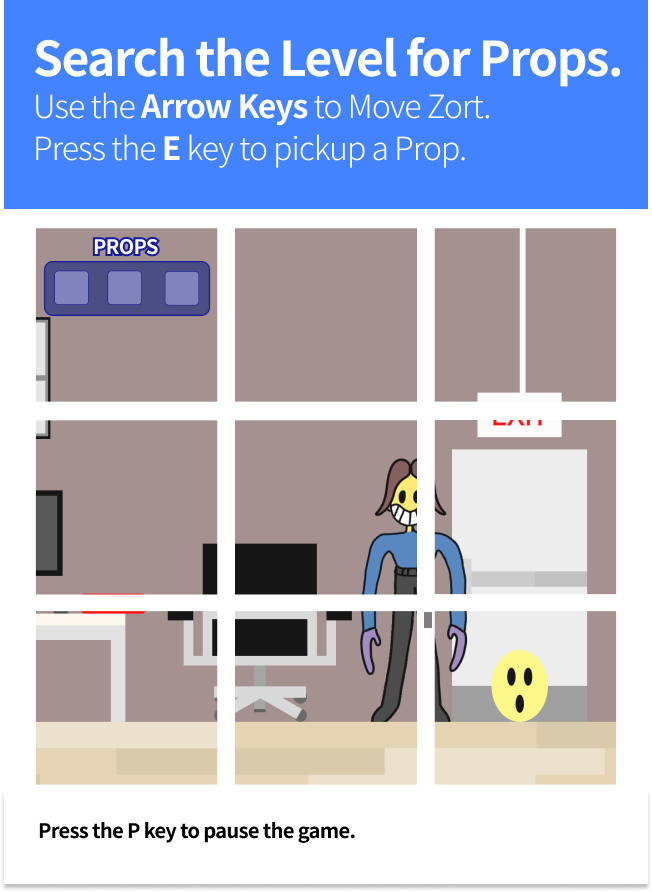 Search the Level for Props.
Use the Arrow Keys to Move Zort.
Press the E key to pickup a Prop.
PROPS
EXIT
Press the P key to pause the game.